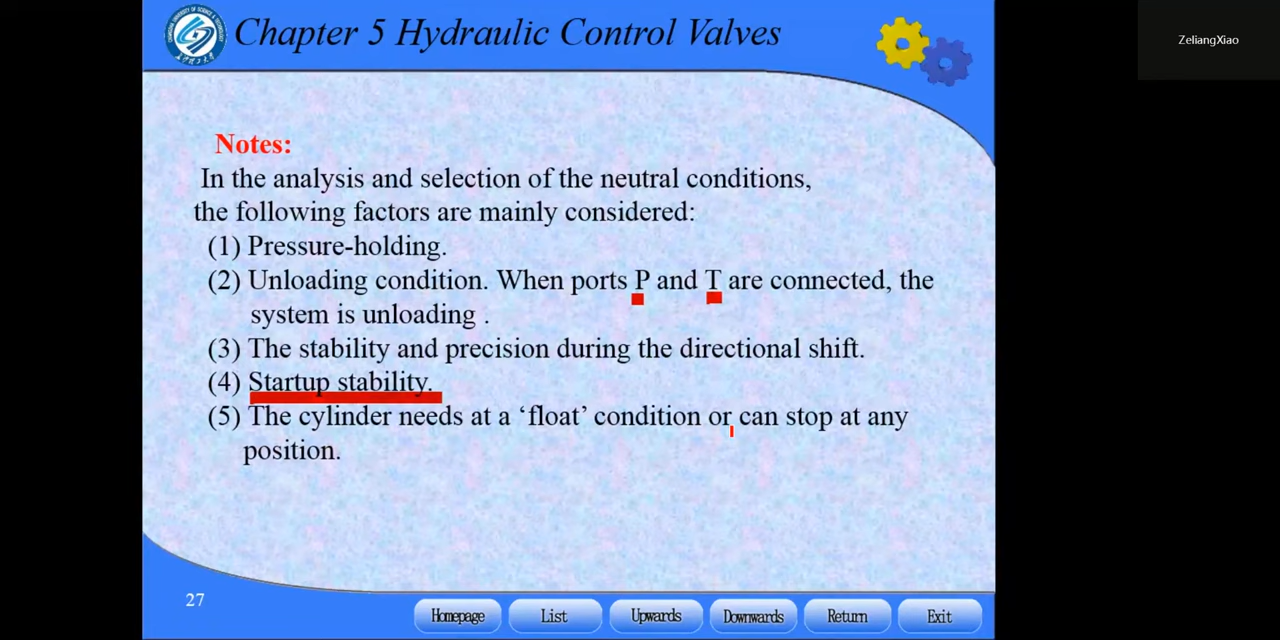 Chapter 5 Hydraulic Control Valves
ZeliangXiao
Notes:
In the analysis and selection of the neutral conditions,
the following factors are mainly considered:
(1) Pressure-holding.
(2) Unloading condition. When ports P and T are connected, the
system is unloading .
(3) The stability and precision during the directional shift.
(4) Startup stability.
(5) The cylinder needs at a ‘float’ condition or can stop at any
position.
27
Homepage List Upwards Downwards Return Exit